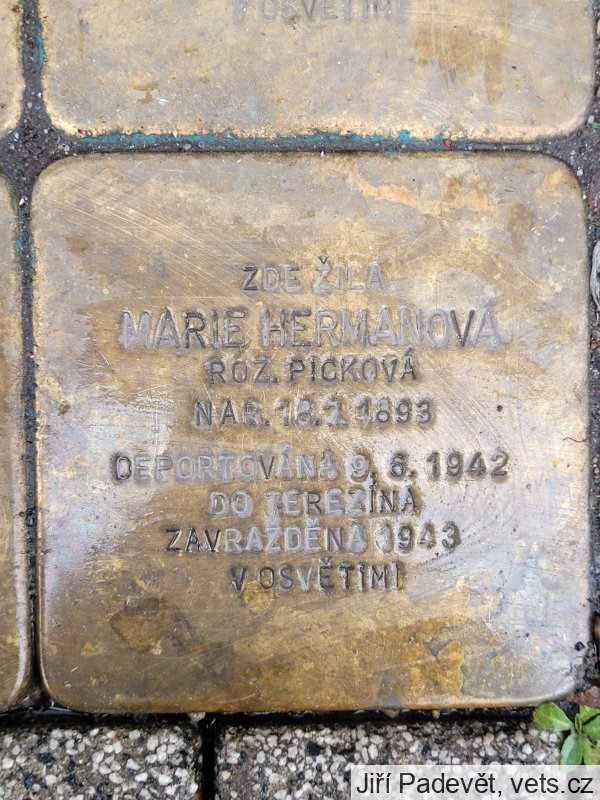 V OSVĚTIMI
ZDE ŽILA
MARIE HERMANOVÁ
ROZ. PICKOVÁ
NAR. 18. 7. 1893
DEPORTOVÁNA 9. 6. 1942
DO TEREZÍNA
ZAVRAŽDĚNA 1943
V OSVĚTIMI
Jiří Padevět, vets.cz